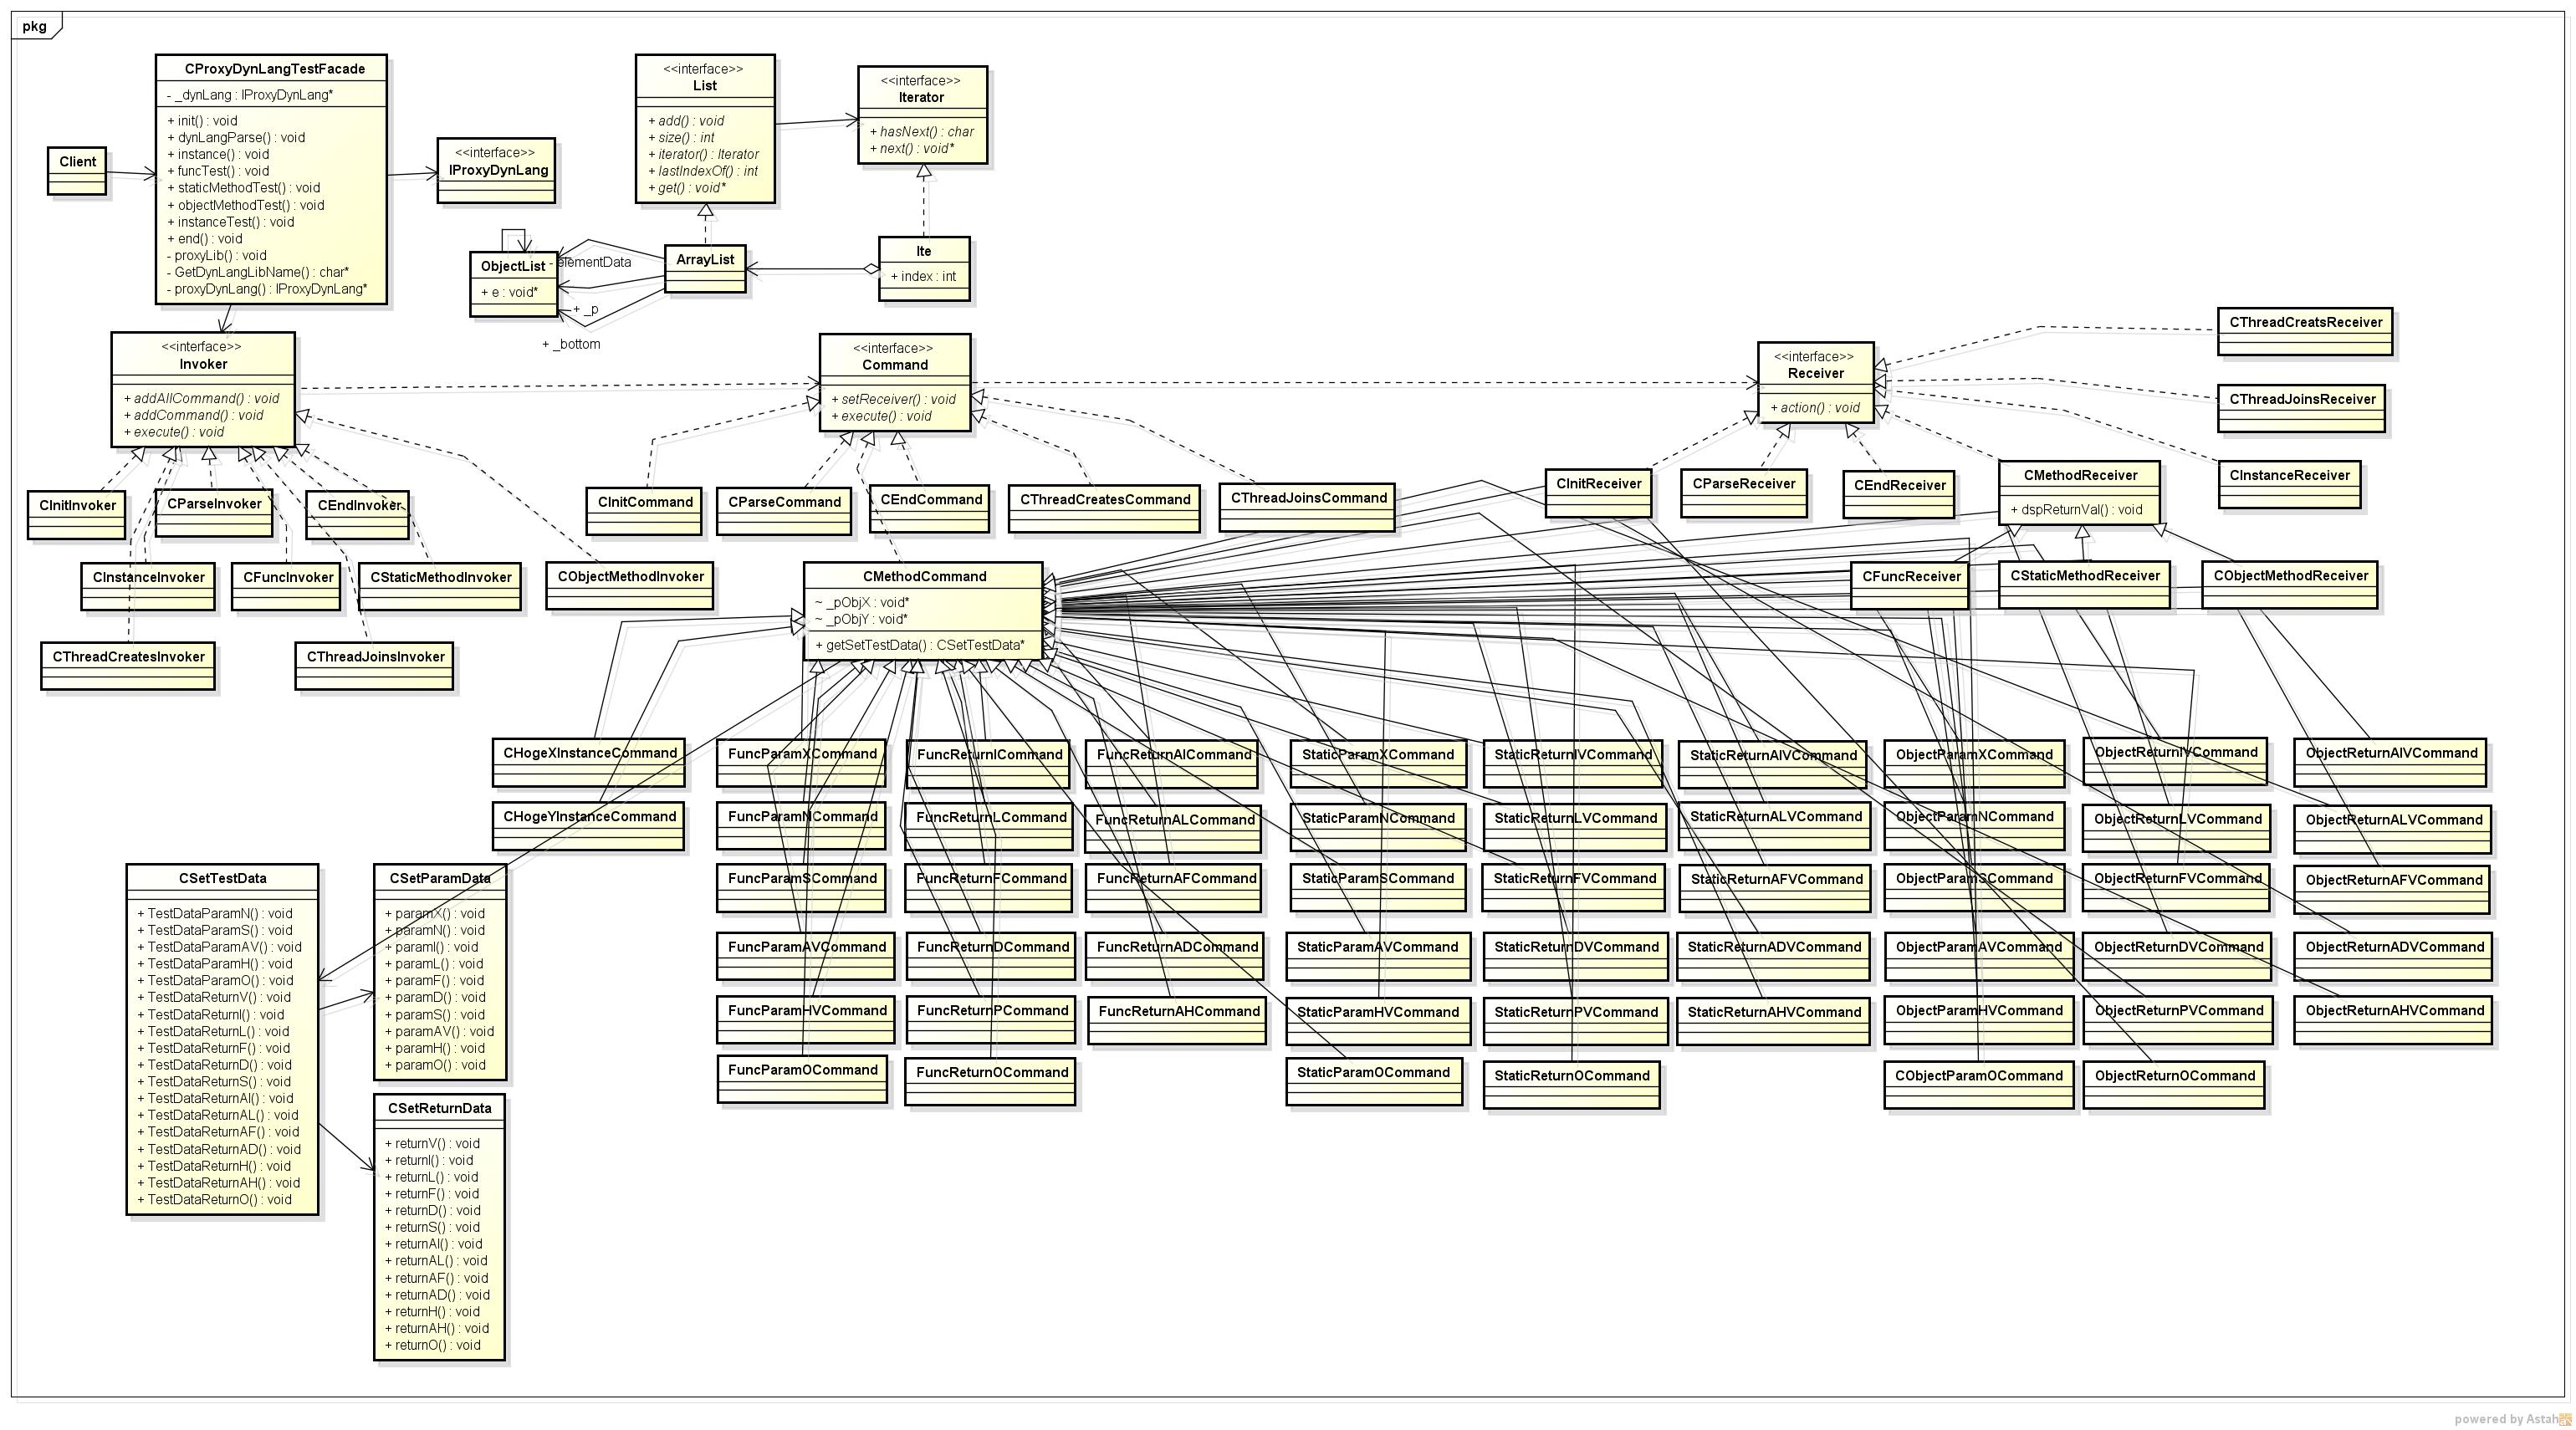 pkg
CProxyDynLangTestFacade
- _dynLang : IProxyDynLang*
+ init() : void
+ dynLangParse() : void
+ instance() : void
+ funcTest() : void
+ staticMethodTest() : void
+ objectMethodTest() : void
+ instanceTest() : void
+ end() : void
- proxyLib() : void
- GetDynLangLibName() : char*
- proxyDynLang() : IProxyDynLang*
Client
<<interface>>
IProxyDynLang
<<interface>>
List
+ add() : void
+ size() : int
+ iterator() : Iterator
+ lastIndexOf() : int
+ get() : void*
<<interface>>
Iterator
+ hasNext() : char
+ next() : void*
ObjectList
+ e : void*
- elementData
+ _p
+ _bottom
ArrayList
Ite
+ index : int
<<interface>>
Invoker
+ addAllCommand() : void
+ addCommand() : void
+ execute() : void
<<interface>>
Command
+ setReceiver() : void
+ execute() : void
<<interface>>
Receiver
+ action() : void
CThreadCreatsReceiver
CThreadJoinsReceiver
CInstanceReceiver
CInitInvoker
CParseInvoker
CEndInvoker
CInstanceInvoker
CFuncInvoker
CStaticMethodInvoker
CObjectMethodInvoker
CThreadCreatesInvoker
CThreadJoinsInvoker
CInitCommand
CParseCommand
CEndCommand
CThreadCreatesCommand
CThreadJoinsCommand
CInitReceiver
CParseReceiver
CEndReceiver
CMethodReceiver
+ dspReturnVal() : void
CMethodCommand
~ _pObjX : void*
~ _pObjY : void*
+ getSetTestData() : CSetTestData*
CFuncReceiver
CStaticMethodReceiver
CObjectMethodReceiver
CHogeXInstanceCommand
FuncParamXCommand
FuncReturnICommand
FuncReturnAICommand
StaticParamXCommand
StaticReturnIVCommand
StaticReturnAIVCommand
ObjectParamXCommand
ObjectReturnIVCommand
ObjectReturnAIVCommand
CHogeYInstanceCommand
FuncParamNCommand
FuncReturnLCommand
FuncReturnALCommand
StaticParamNCommand
StaticReturnLVCommand
StaticReturnALVCommand
ObjectParamNCommand
ObjectReturnLVCommand
ObjectReturnALVCommand
FuncParamSCommand
FuncReturnFCommand
FuncReturnAFCommand
StaticParamSCommand
StaticReturnFVCommand
StaticReturnAFVCommand
ObjectParamSCommand
ObjectReturnFVCommand
ObjectReturnAFVCommand
FuncParamAVCommand
FuncReturnDCommand
FuncReturnADCommand
StaticParamAVCommand
StaticReturnDVCommand
StaticReturnADVCommand
ObjectParamAVCommand
ObjectReturnDVCommand
ObjectReturnADVCommand
FuncParamHVCommand
FuncReturnPCommand
FuncReturnAHCommand
StaticParamHVCommand
StaticReturnPVCommand
StaticReturnAHVCommand
ObjectParamHVCommand
ObjectReturnPVCommand
ObjectReturnAHVCommand
FuncParamOCommand
FuncReturnOCommand
StaticParamOCommand
StaticReturnOCommand
CObjectParamOCommand
ObjectReturnOCommand
CSetTestData
+ TestDataParamN() : void
+ TestDataParamS() : void
+ TestDataParamAV() : void
+ TestDataParamH() : void
+ TestDataParamO() : void
+ TestDataReturnV() : void
+ TestDataReturnI() : void
+ TestDataReturnL() : void
+ TestDataReturnF() : void
+ TestDataReturnD() : void
+ TestDataReturnS() : void
+ TestDataReturnAI() : void
+ TestDataReturnAL() : void
+ TestDataReturnAF() : void
+ TestDataReturnAD() : void
+ TestDataReturnH() : void
+ TestDataReturnAH() : void
+ TestDataReturnO() : void
CSetParamData
+ paramX() : void
+ paramN() : void
+ paramI() : void
+ paramL() : void
+ paramF() : void
+ paramD() : void
+ paramS() : void
+ paramAV() : void
+ paramH() : void
+ paramO() : void
CSetReturnData
+ returnV() : void
+ returnI() : void
+ returnL() : void
+ returnF() : void
+ returnD() : void
+ returnS() : void
+ returnAI() : void
+ returnAL() : void
+ returnAF() : void
+ returnAD() : void
+ returnH() : void
+ returnAH() : void
+ returnO() : void
powered by Astah